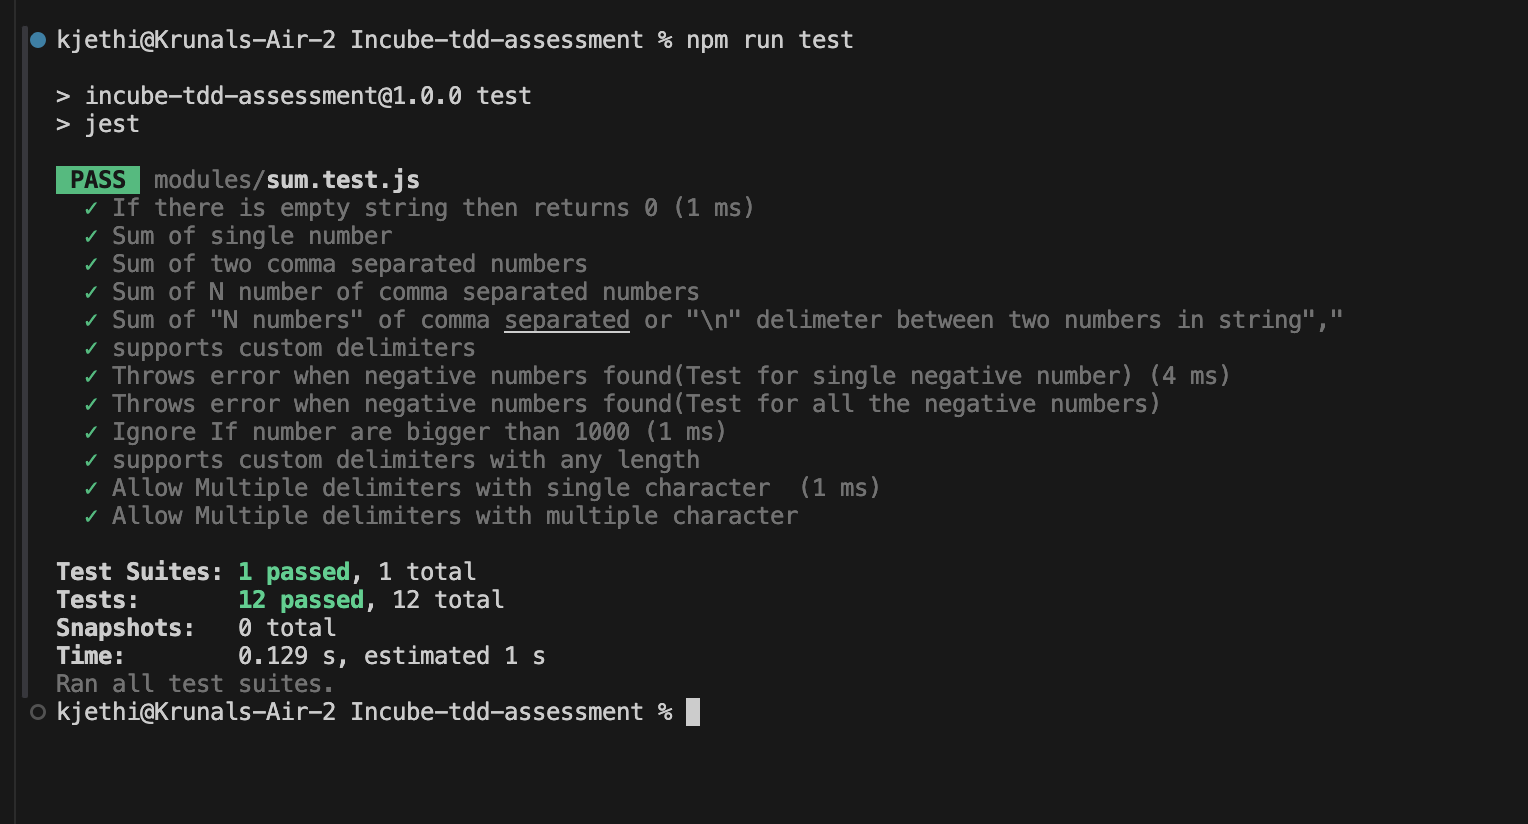 kjethi@Krunals-Air-2 Incube-tdd-assessment % npm run test
> incube-tdd-assessment@1.0.0 test
> jest
PASS modules/sum.test.js
✓ If there is empty string then returns 0 (1 ms)
✓ Sum of single number
✓ Sum of two comma separated numbers
✓ Sum of N number of comma separated numbers
✓ Sum of "N numbers" of comma separated or "\n" delimeter between two numbers in string","
✓ supports custom delimiters
✓ Throws error when negative numbers found(Test for single negative number) (4 ms)
✓ Throws error when negative numbers found(Test for all the negative numbers)
✓ Ignore If number are bigger than 1000 (1 ms)
✓ supports custom delimiters with any length
✓ Allow Multiple delimiters with single character  (1 ms)
✓ Allow Multiple delimiters with multiple character
Test Suites: 1 passed, 1 total
Tests:       12 passed, 12 total
Snapshots:   0 total
Time:        0.129 s, estimated 1 s
Ran all test suites.
kjethi@Krunals-Air-2 Incube-tdd-assessment %